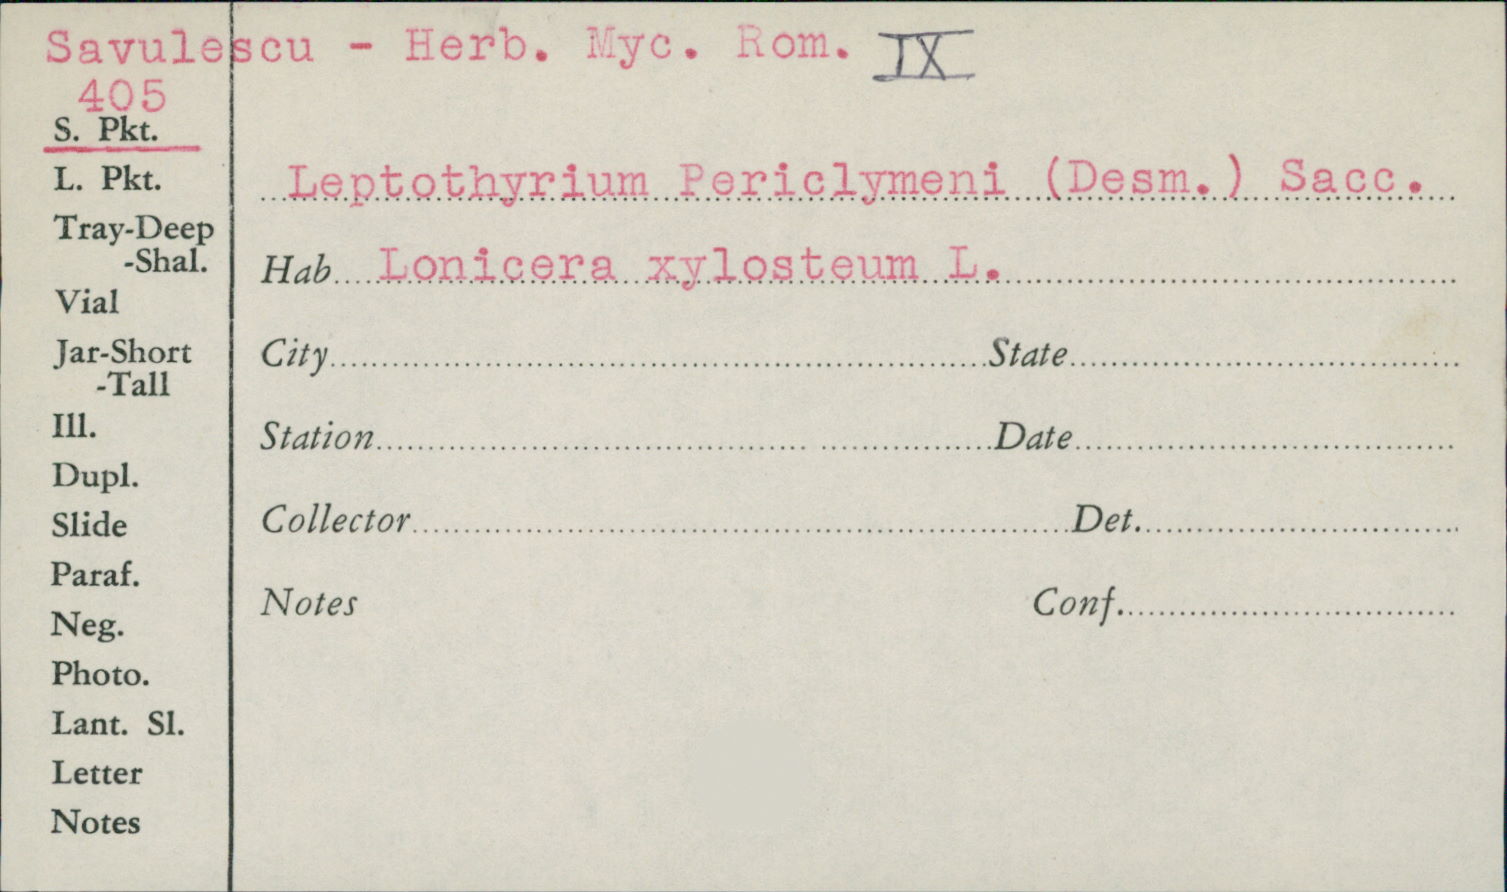 Savulescu - Herb. Myc. Rom. IX
405
S. Pkt.
L. Pkt.
Leptothyrium Periclymeni (Desm.) Sacc.
Tray-Deep
-Shal.
Hab Lonicera xylosteum L.
Vial
Jar-Short
-Tall
City State
Ill.
Station Date
Dupl.
Slide
Collector Det.
Paraf.
Notes Conf.
Neg.
Photo.
Lant. Sl.
Letter
Notes